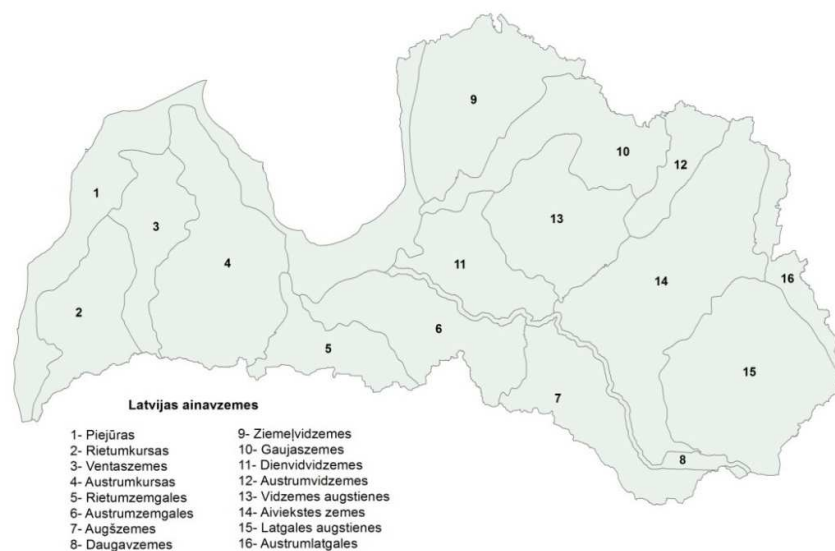 9
10
12
1
3
13
4
11
16
14
2
6
5
15
7
8
Latvijas ainavzemes
1- Piejūras
2- Rietumkursas
3- Ventaszemes
4- Austrumkursas
5- Rietumzemgales
6- Austrumzemgales
7- Augšzemes
8- Daugavzemes
9- Ziemeļvidzemes
10- Gaujaszemes
11- Dienvidvidzemes
12- Austrumvidzemes
13- Vidzemes augstienes
14- Aiviekstes zemes
15- Latgales augstienes
16- Austrumlatgales